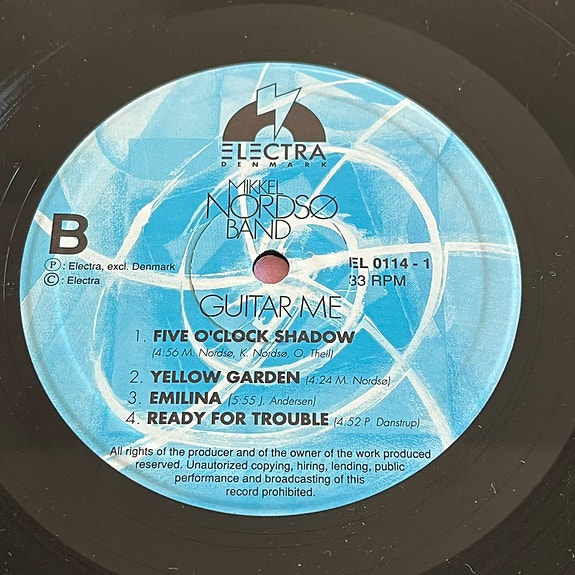 ELECTRA
DENMARK
MIKKEL
NORDSØ
BAND
B
Ⓟ: Electra, excl. Denmark
©: Electra
EL 0114 - 1
33 RPM
GUITAR ME
1. FIVE O'CLOCK SHADOW
(4:56 M. Nordsø, K. Nordsø, O. Theill)
2. YELLOW GARDEN (4:24 M. Nordsø)
3. EMILINA (5:55 J. Andersen)
4. READY FOR TROUBLE (4:52 P. Danstrup)
All rights of the producer and of the owner of the work produced
reserved. Unautorized copying, hiring, lending, public
performance and broadcasting of this
record prohibited.